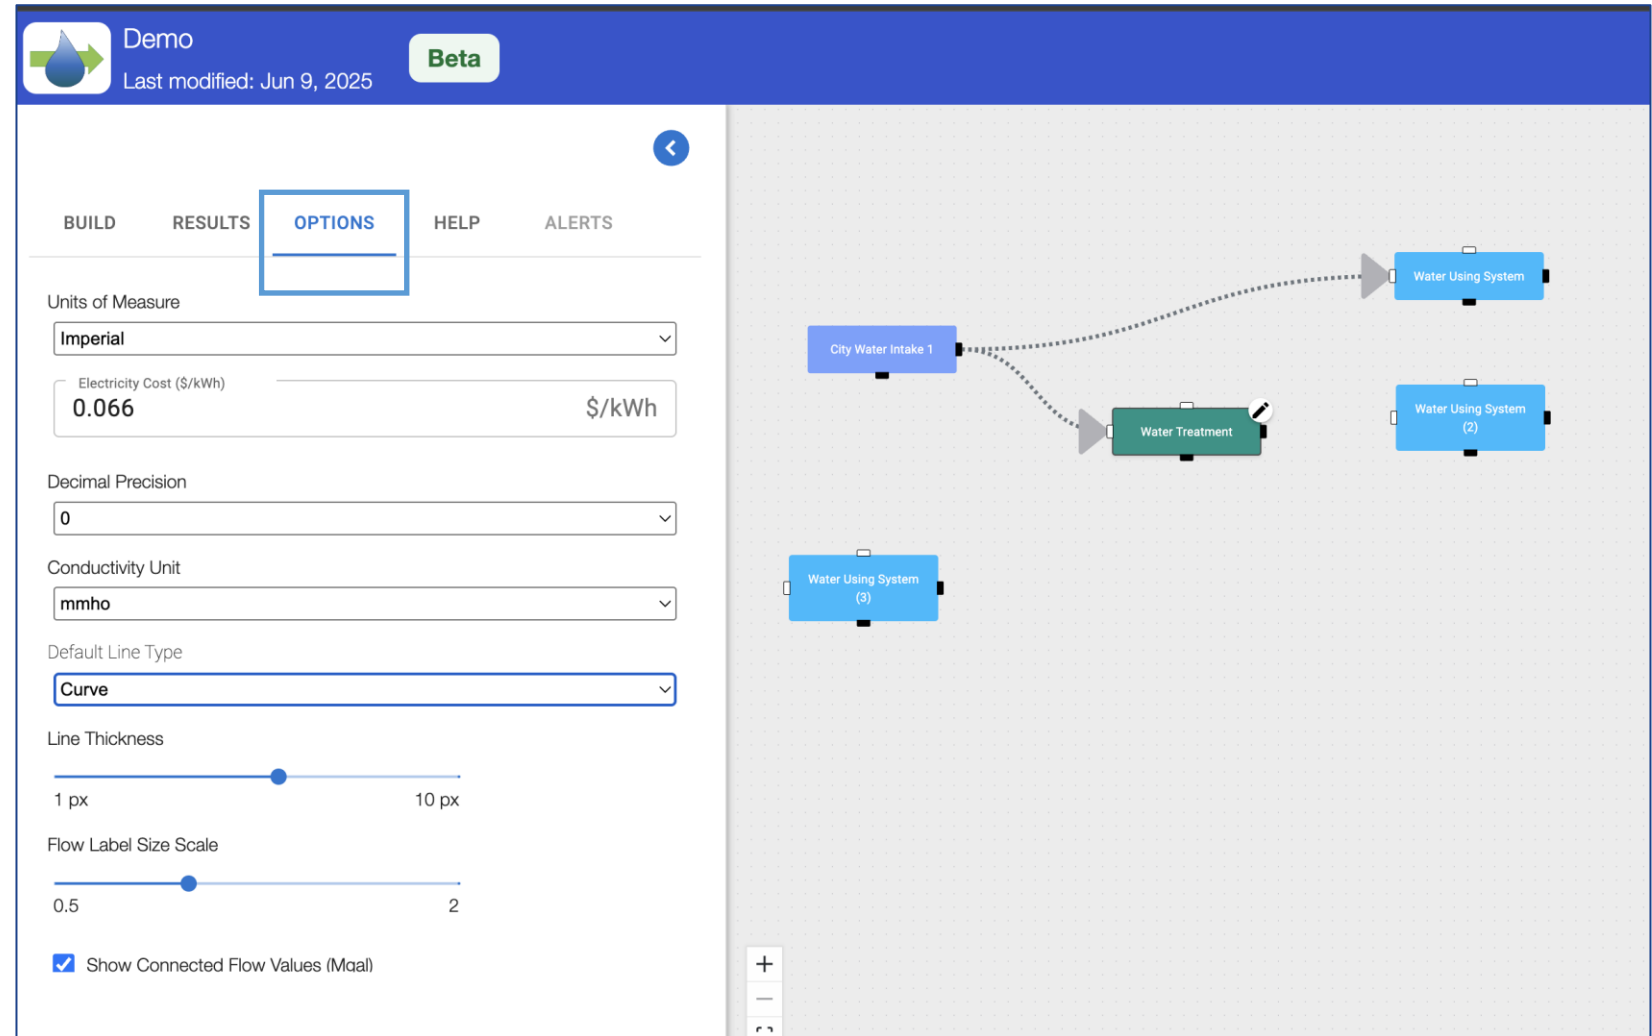 Demo
Last modified: Jun 9, 2025
Beta
BUILD
RESULTS
OPTIONS
HELP
ALERTS
Units of Measure
Imperial
Electricity Cost ($/kWh)
0.066
$/kWh
Decimal Precision
0
Conductivity Unit
mmho
Default Line Type
Curve
Line Thickness
1 px
10 px
Flow Label Size Scale
0.5
2
Show Connected Flow Values (Mgal)
Water Using System
City Water Intake 1
Water Using System
(2)
Water Treatment
Water Using System
(3)